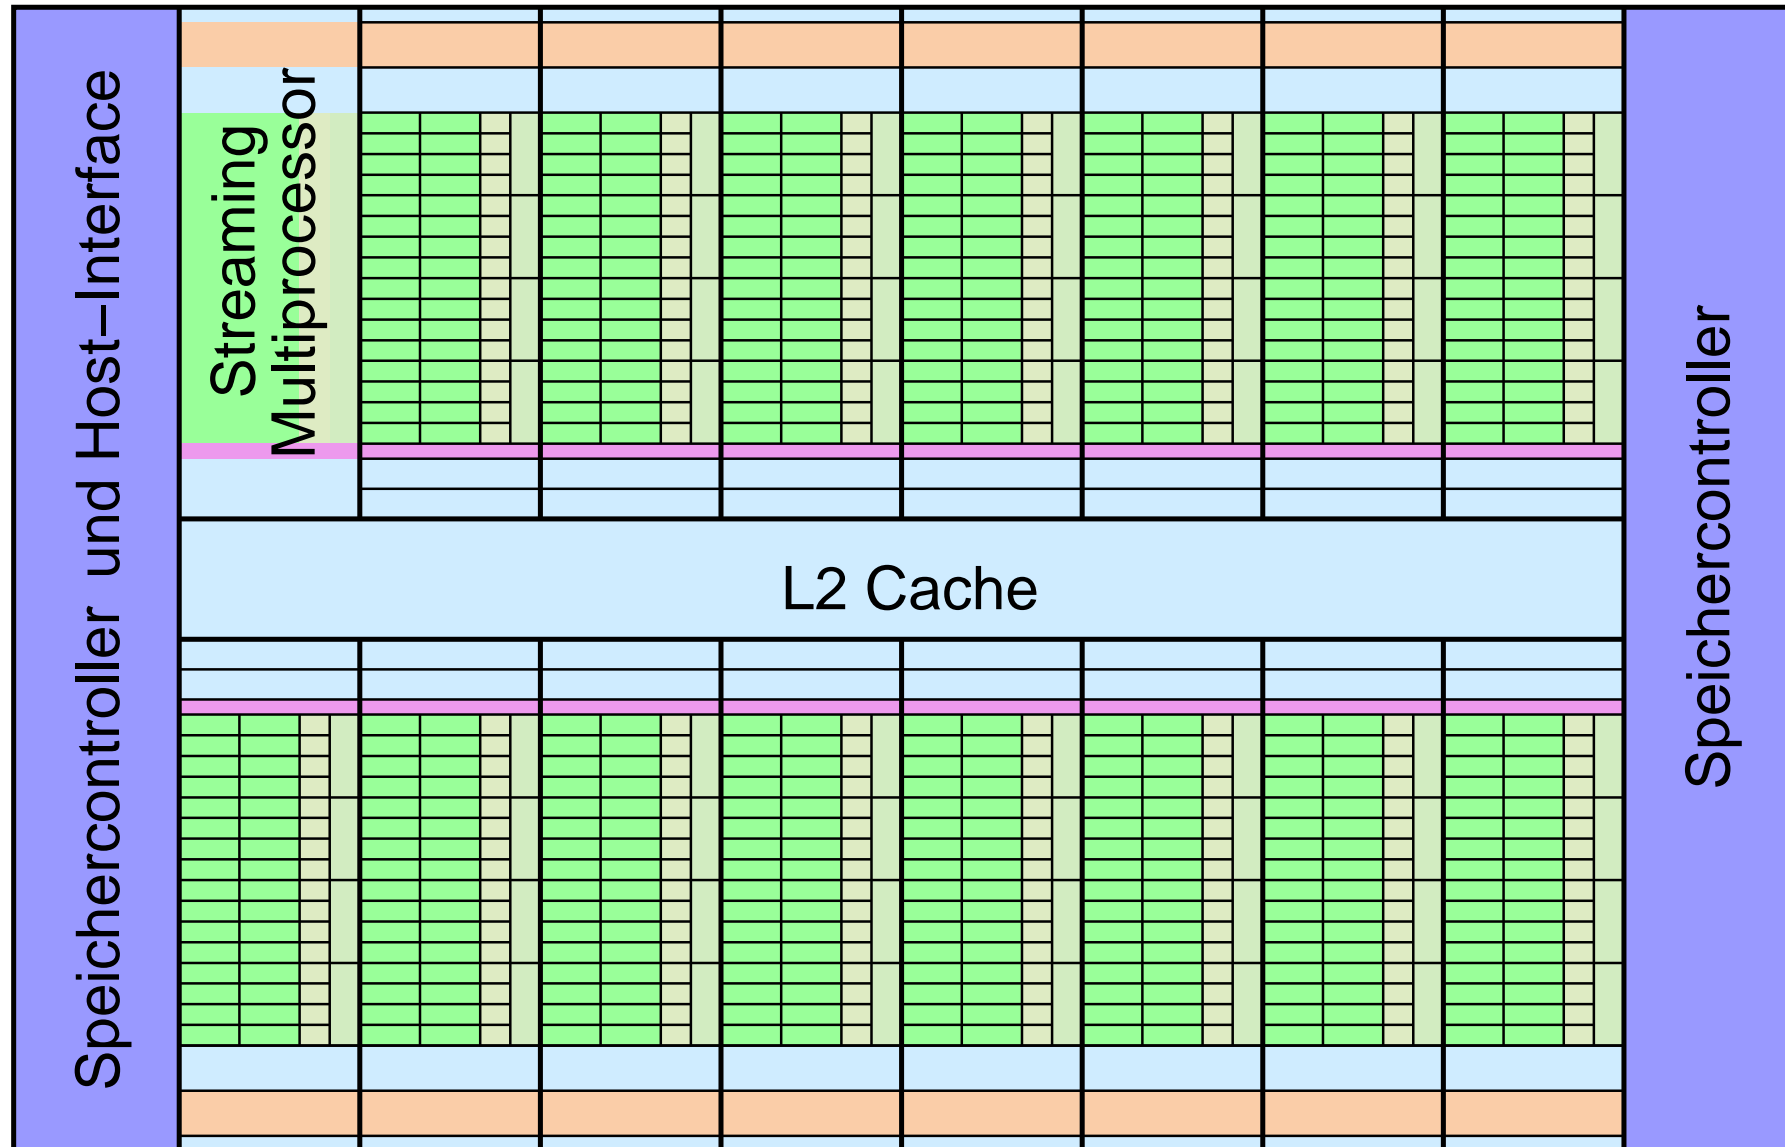 Speichercontroller und Host–Interface
Streaming
Multiprocessor
L2 Cache
Speichercontroller